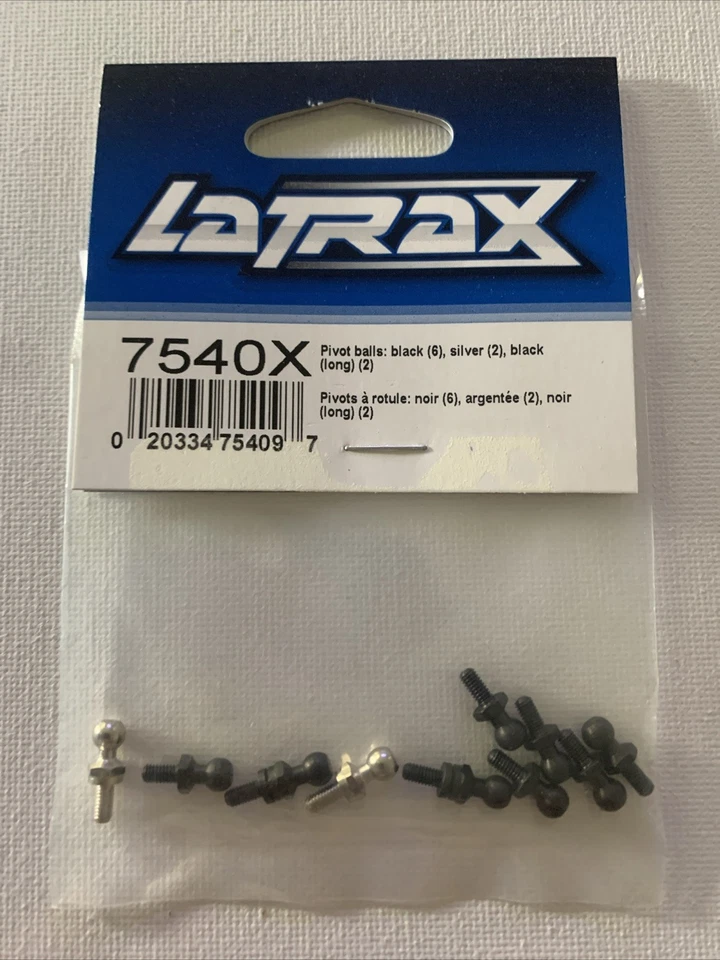 LaTRAX
7540X
Pivot balls: black (6), silver (2), black
(long) (2)
Pivots à rotule: noir (6), argentée (2), noir
(long) (2)
0 20334 75409 7